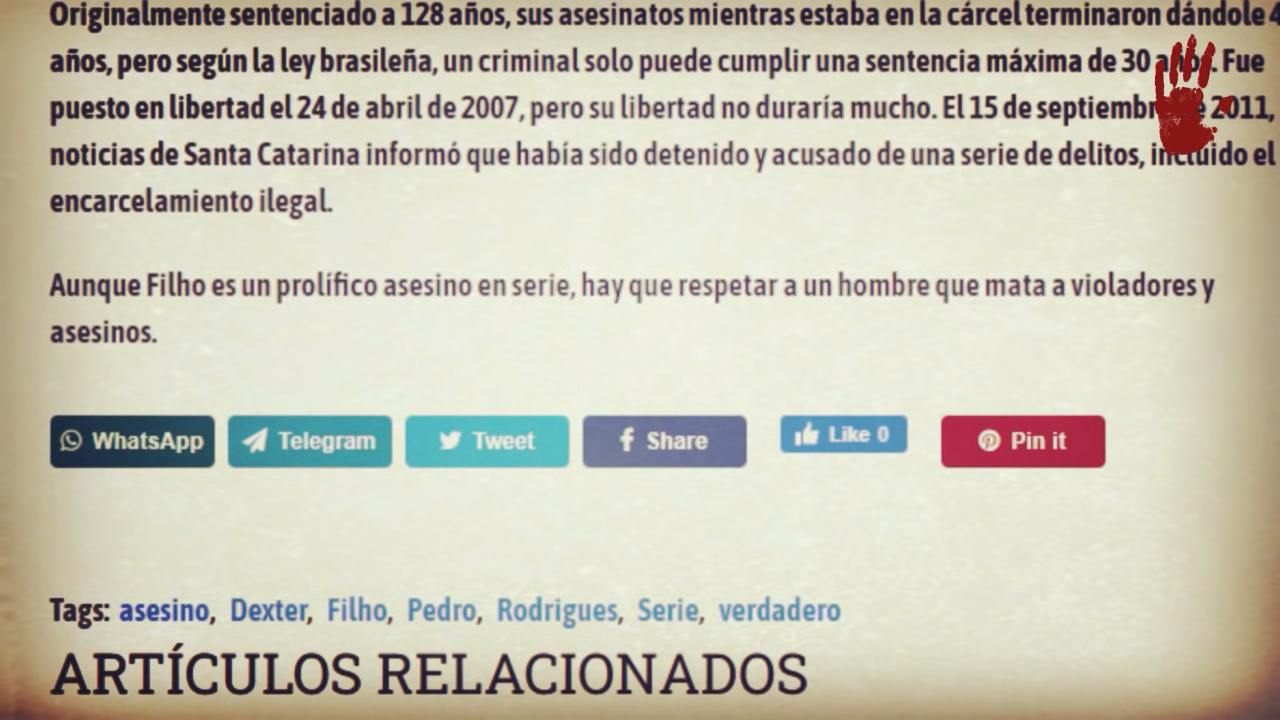 Originalmente sentenciado a 128 años, sus asesinatos mientras estaba en la cárcel terminaron dándole
años, pero según la ley brasileña, un criminal solo puede cumplir una sentencia máxima de 30 años. Fue
puesto en libertad el 24 de abril de 2007, pero su libertad no duraría mucho. El 15 de septiembre de 2011,
noticias de Santa Catarina informó que había sido detenido y acusado de una serie de delitos, incluido el
encarcelamiento ilegal.
Aunque Filho es un prolífico asesino en serie, hay que respetar a un hombre que mata a violadores y
asesinos.
WhatsApp Telegram Tweet Share Like 0 Pin it
Tags: asesino, Dexter, Filho, Pedro, Rodrigues, Serie, verdadero
ARTÍCULOS RELACIONADOS